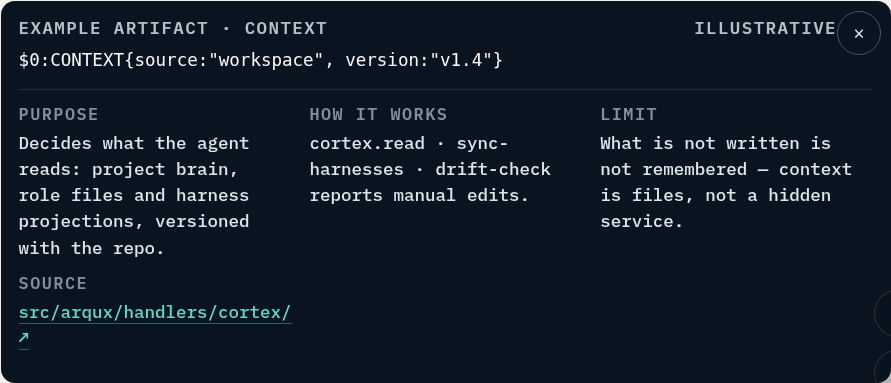 EXAMPLE ARTIFACT · CONTEXT
ILLUSTRATIVE
×
$0:CONTEXT{source:"workspace", version:"v1.4"}
PURPOSE
Decides what the agent
reads: project brain,
role files and harness
projections, versioned
with the repo.
HOW IT WORKS
cortex.read · sync-
harnesses · drift-check
reports manual edits.
LIMIT
What is not written is
not remembered — context
is files, not a hidden
service.
SOURCE
src/arqux/handlers/cortex/
↗